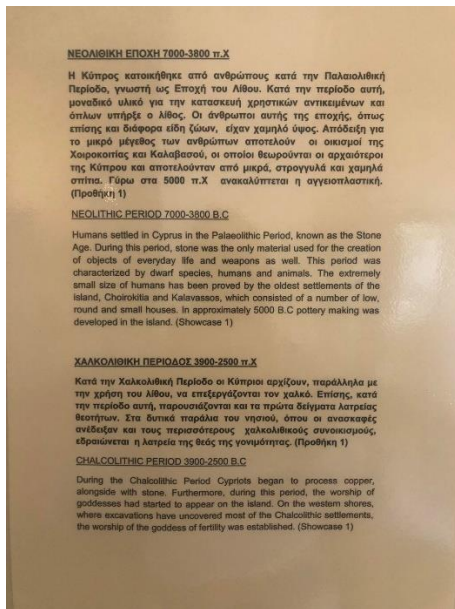 ΝΕΟΛΙΘΙΚΗ ΕΠΟΧΗ 7000-3800 π.Χ
Η Κύπρος κατοικήθηκε από ανθρώπους κατά την Παλαιολιθική
Περίοδο, γνωστή ως Εποχή του Λίθου. Κατά την περίοδο αυτή,
μοναδικό υλικό για την κατασκευή χρηστικών αντικειμένων και
όπλων υπήρξε ο λίθος. Οι άνθρωποι αυτής της εποχής, όπως
επίσης και διάφορα είδη ζώων, είχαν χαμηλό ύψος. Απόδειξη για
το μικρό μέγεθος των ανθρώπων αποτελούν οι οικισμοί της
Χοιροκοιτίας και Καλαβασού, οι οποίοι θεωρούνται οι αρχαιότεροι
της Κύπρου και αποτελούνταν από μικρά, στρογγυλά και χαμηλά
σπίτια. Γύρω στα 5000 π.Χ ανακαλύπτεται η αγγειοπλαστική.
(Προθήκη 1)
NEOLITHIC PERIOD 7000-3800 B.C
Humans settled in Cyprus in the Palaeolithic Period, known as the Stone
Age. During this period, stone was the only material used for the creation
of objects of everyday life and weapons as well. This period was
characterized by dwarf species, humans and animals. The extremely
small size of humans has been proved by the oldest settlements of the
island, Choirokitia and Kalavassos, which consisted of a number of low,
round and small houses. In approximately 5000 B.C pottery making was
developed in the island. (Showcase 1)
ΧΑΛΚΟΛΙΘΙΚΗ ΠΕΡΙΟΔΟΣ 3900-2500 π.Χ
Κατά την Χαλκολιθική Περίοδο οι Κύπριοι αρχίζουν, παράλληλα με
την χρήση του λίθου, να επεξεργάζονται τον χαλκό. Επίσης, κατά
την περίοδο αυτή, παρουσιάζονται και τα πρώτα δείγματα λατρείας
θεοτήτων. Στα δυτικά παράλια του νησιού, όπου οι ανασκαφές
ανέδειξαν και τους περισσότερους χαλκολιθικούς συνοικισμούς,
εδραιώνεται η λατρεία της θεάς της γονιμότητας. (Προθήκη 1)
CHALCOLITHIC PERIOD 3900-2500 B.C
During the Chalcolithic Period Cypriots began to process copper,
alongside with stone. Furthermore, during this period, the worship of
goddesses had started to appear on the island. On the western shores,
where excavations have uncovered most of the Chalcolithic settlements,
the worship of the goddess of fertility was established. (Showcase 1)